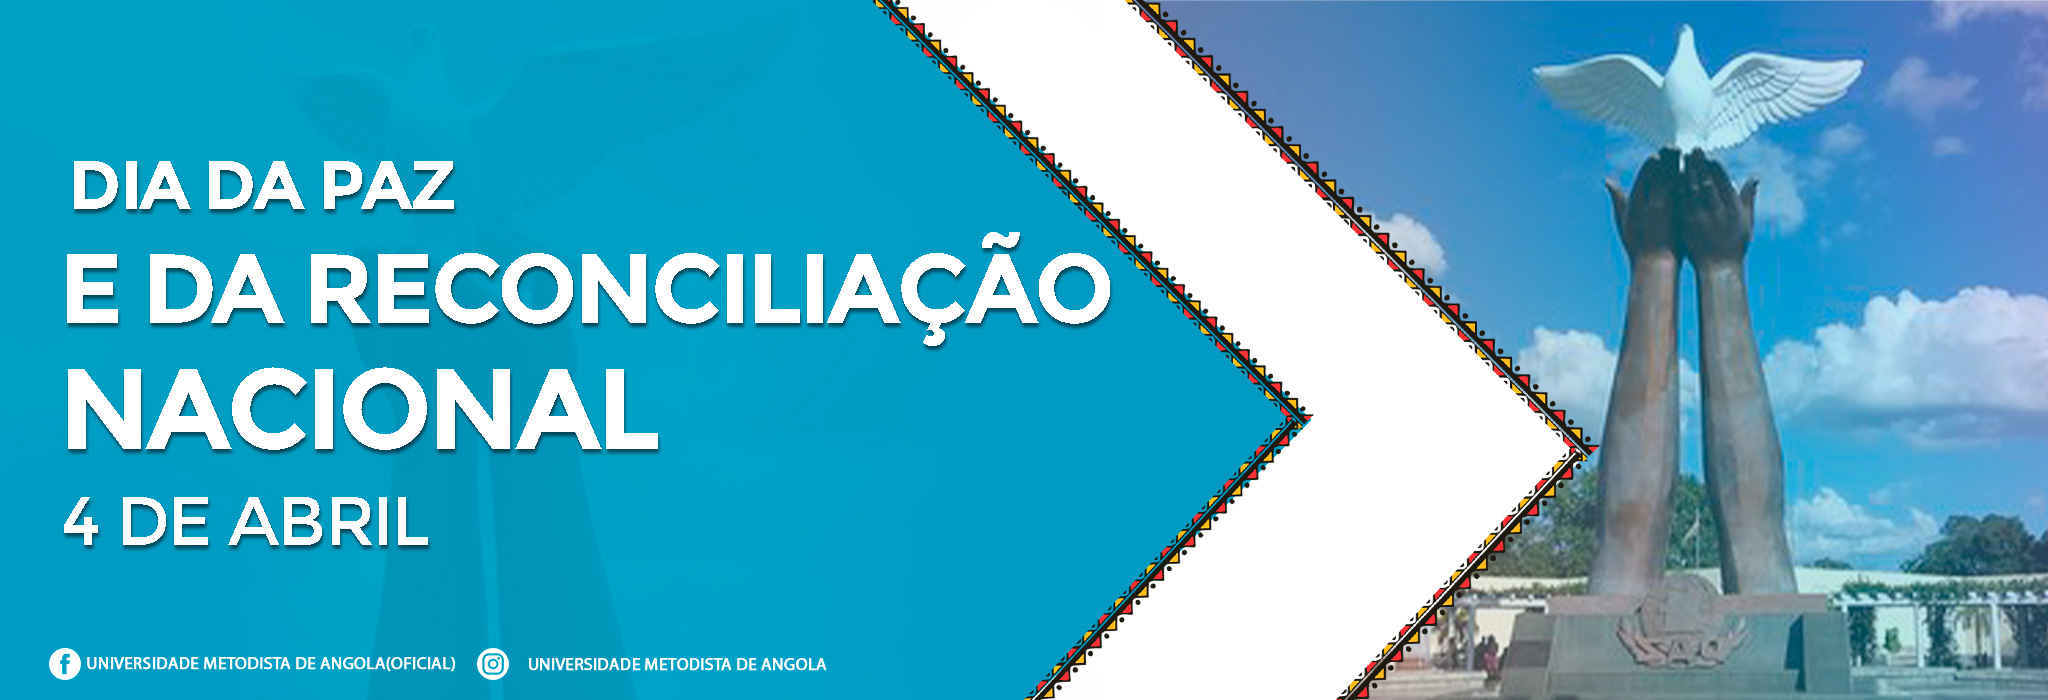 DIA DA PAZ
E DA RECONCILIAÇÃO
NACIONAL
4 DE ABRIL
UNIVERSIDADE METODISTA DE ANGOLA(OFICIAL) UNIVERSIDADE METODISTA DE ANGOLA